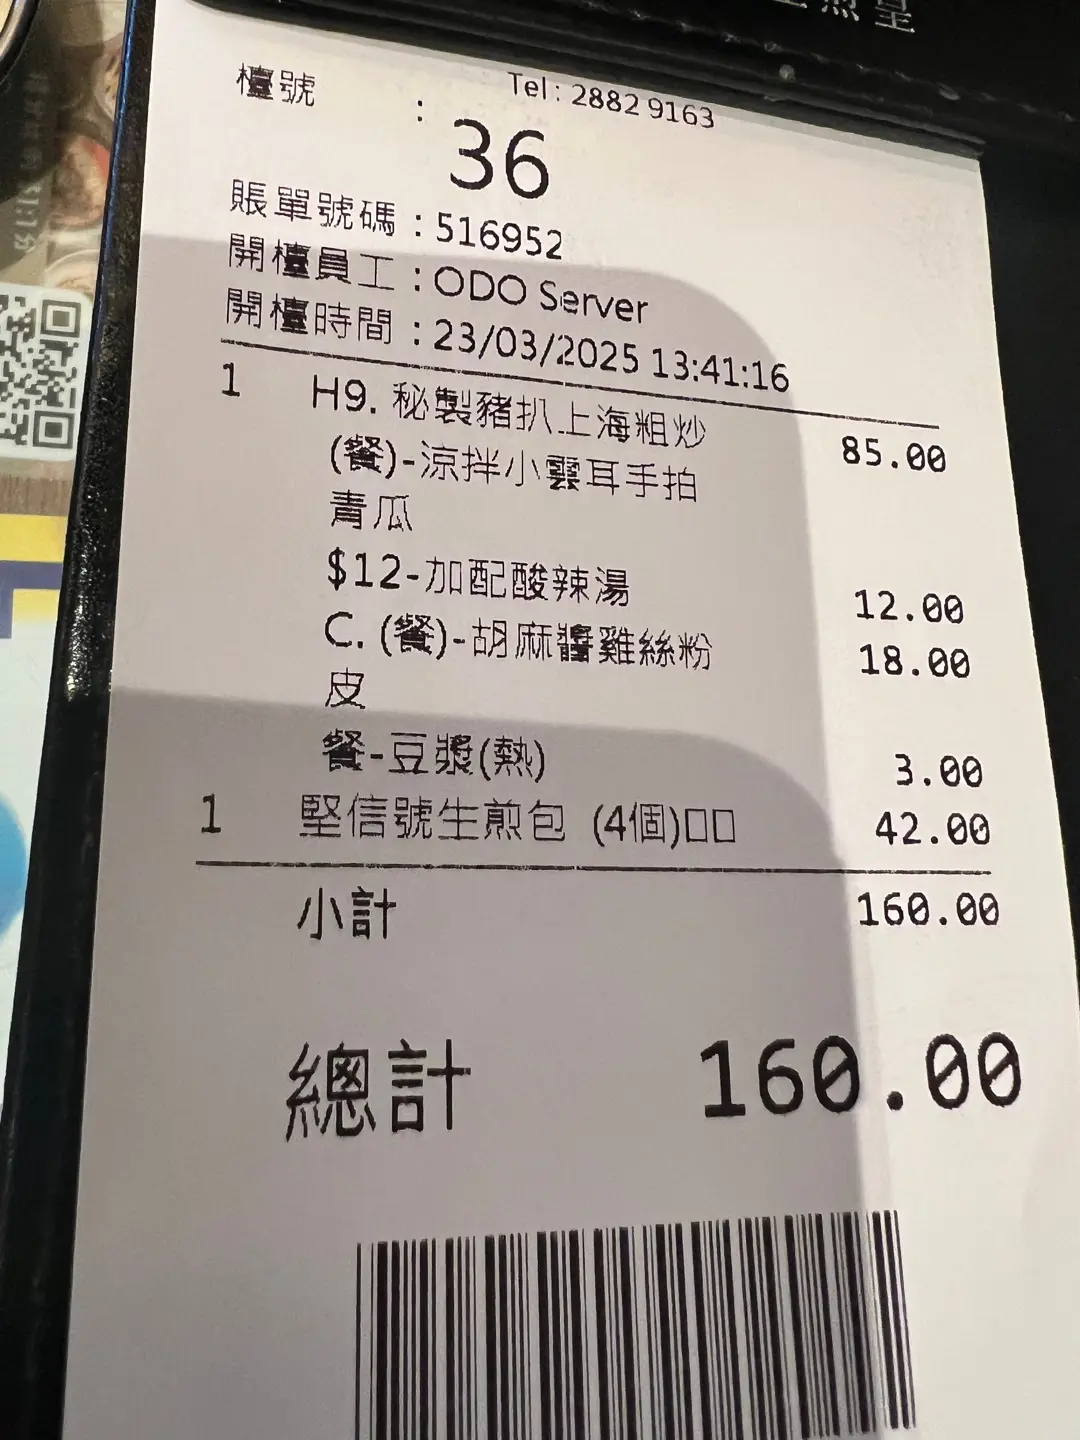 Tel: 2882 9163
檯號 : 36
賬單號碼 : 516952
開檯員工 : ODO Server
開檯時間 : 23/03/2025 13:41:16
1 H9. 秘製豬扒上海粗炒 85.00
(餐)-涼拌小雲耳手拍
青瓜
$12-加配酸辣湯 12.00
C. (餐)-胡麻醬雞絲粉 18.00
皮
餐-豆漿(熱) 3.00
1 堅信號生煎包 (4個)□□ 42.00
小計 160.00
總計 160.00